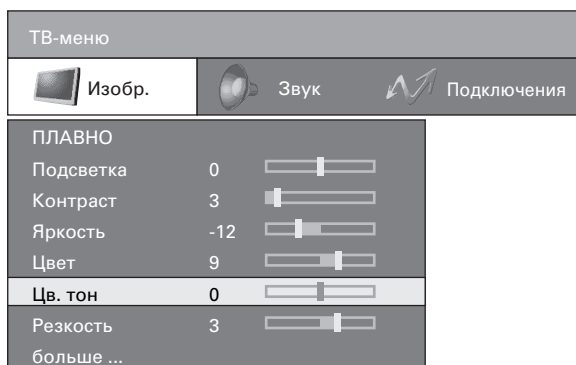 ТВ-меню
Изобр. Звук Подключения
ПЛАВНО
Подсветка 0
Контраст 3
Яркость -12
Цвет 9
Цв. тон 0
Резкость 3
больше ...